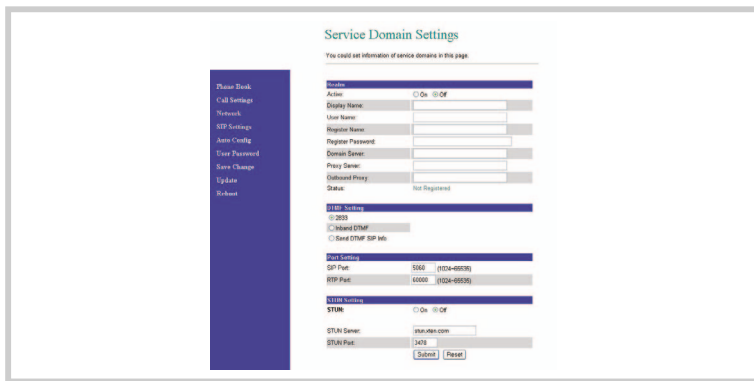 Service Domain Settings
You could set information of service domains in this page.
Phone Book
Call Settings
Network
SIP Settings
Auto Config
User Password
Save Change
Update
Reboot
Realm
Active: On Off
Display Name:
User Name:
Register Name:
Register Password:
Domain Server:
Proxy Server:
Outbound Proxy:
Status: Not Registered
DTMF Setting
2833
Inband DTMF
Send DTMF SIP Info
Port Setting
SIP Port: 5060 (1024~65535)
RTP Port: 60000 (1024~65535)
STUN Setting
STUN: On Off
STUN Server: stun.xten.com
STUN Port: 3478
Submit Reset